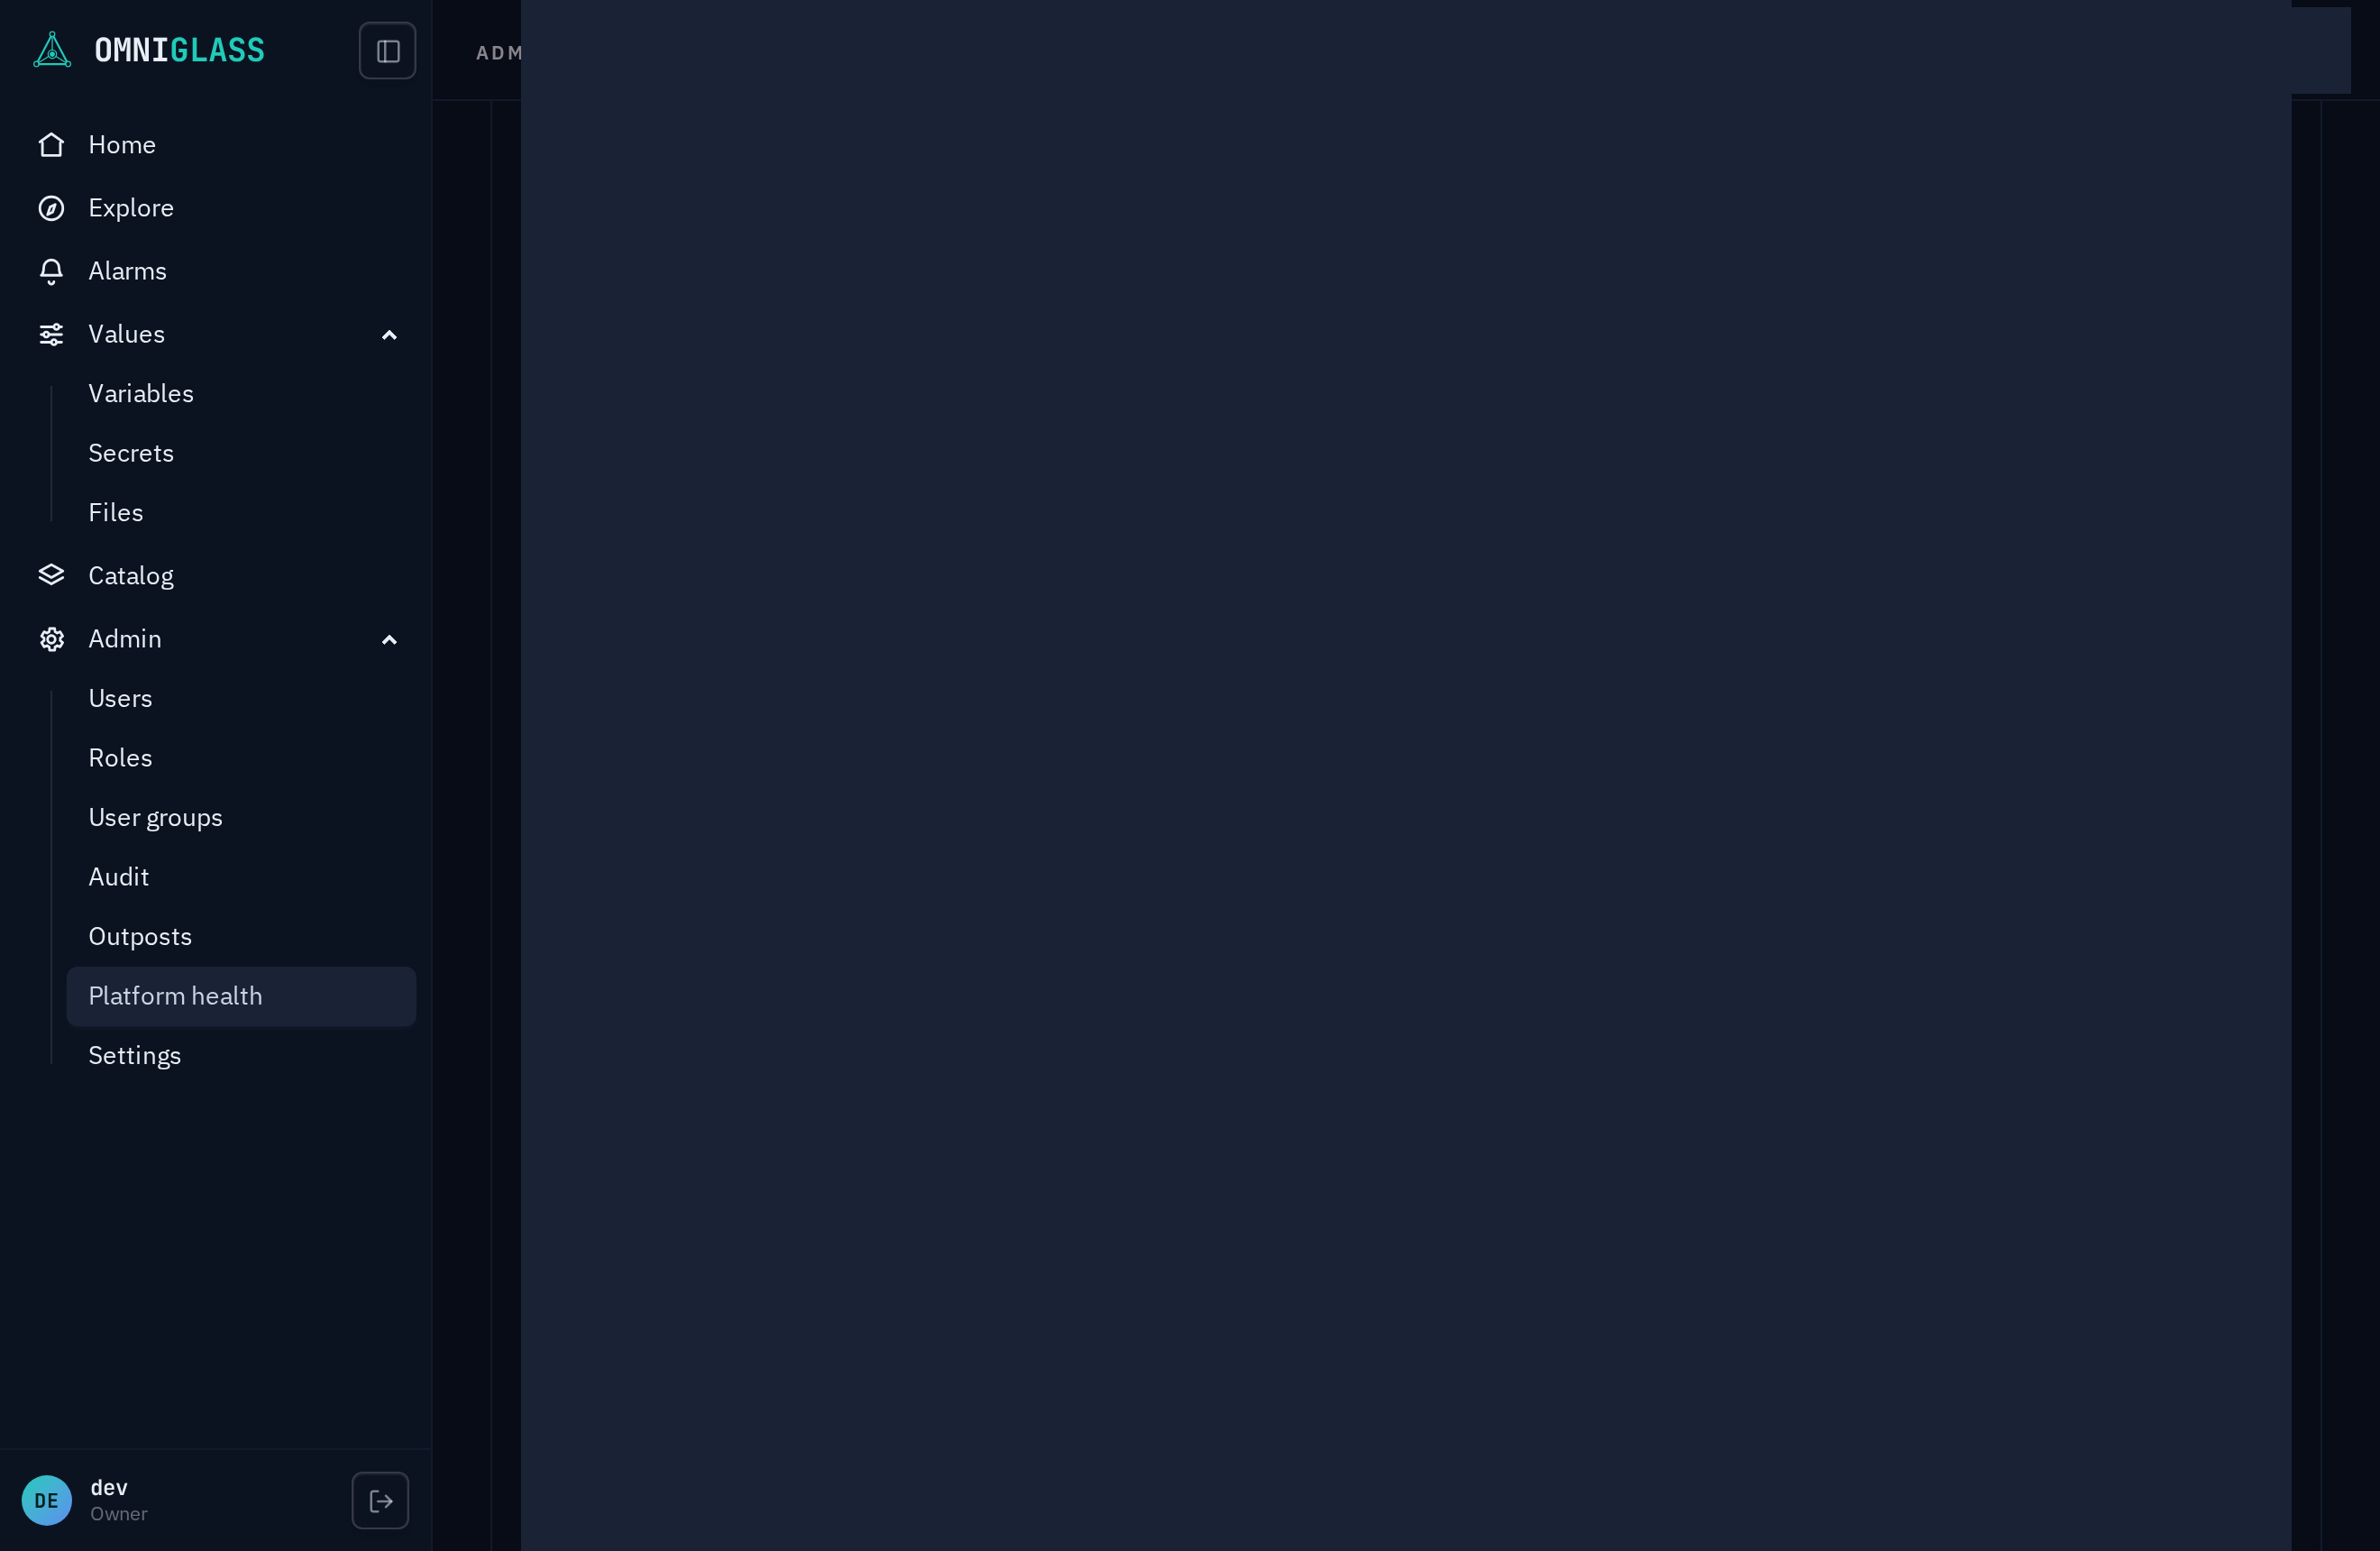 OMNIGLASS
Home
Explore
Alarms
Values
Variables
Secrets
Files
Catalog
Admin
Users
Roles
User groups
Audit
Outposts
Platform health
Settings
DE
dev
Owner
ADM